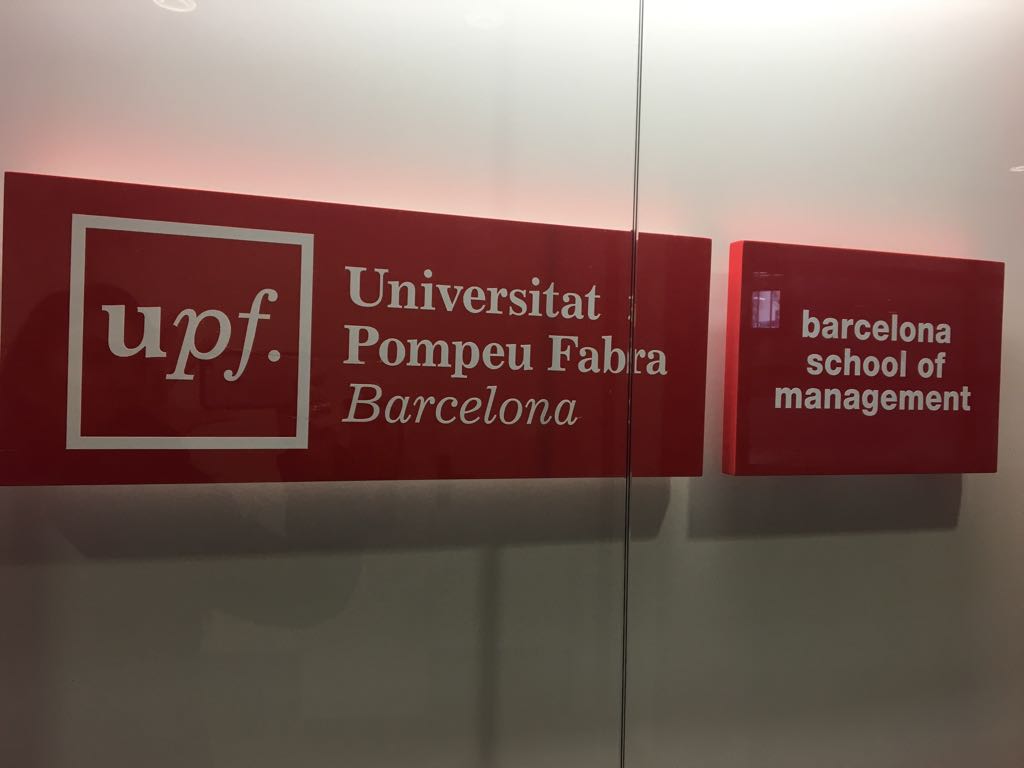 upf.
Universitat
Pompeu Fabra
Barcelona
barcelona
school of
management